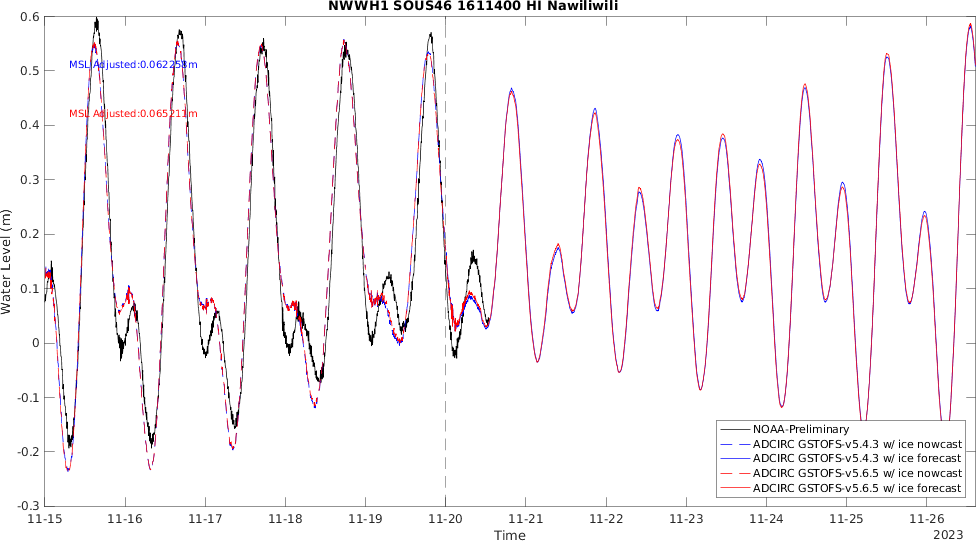 NWWH1 SOUS46 1611400 HI Nawiliwili
0.6
0.5
0.4
0.3
0.2
0.1
0
-0.1
-0.2
-0.3
Water Level (m)
MSL Adjusted:0.062258m
MSL Adjusted:0.065211m
NOAA-Preliminary
ADCIRC GSTOFS-v5.4.3 w/ ice nowcast
ADCIRC GSTOFS-v5.4.3 w/ ice forecast
ADCIRC GSTOFS-v5.6.5 w/ ice nowcast
ADCIRC GSTOFS-v5.6.5 w/ ice forecast
11-15 11-16 11-17 11-18 11-19 11-20 11-21 11-22 11-23 11-24 11-25 11-26
Time
2023